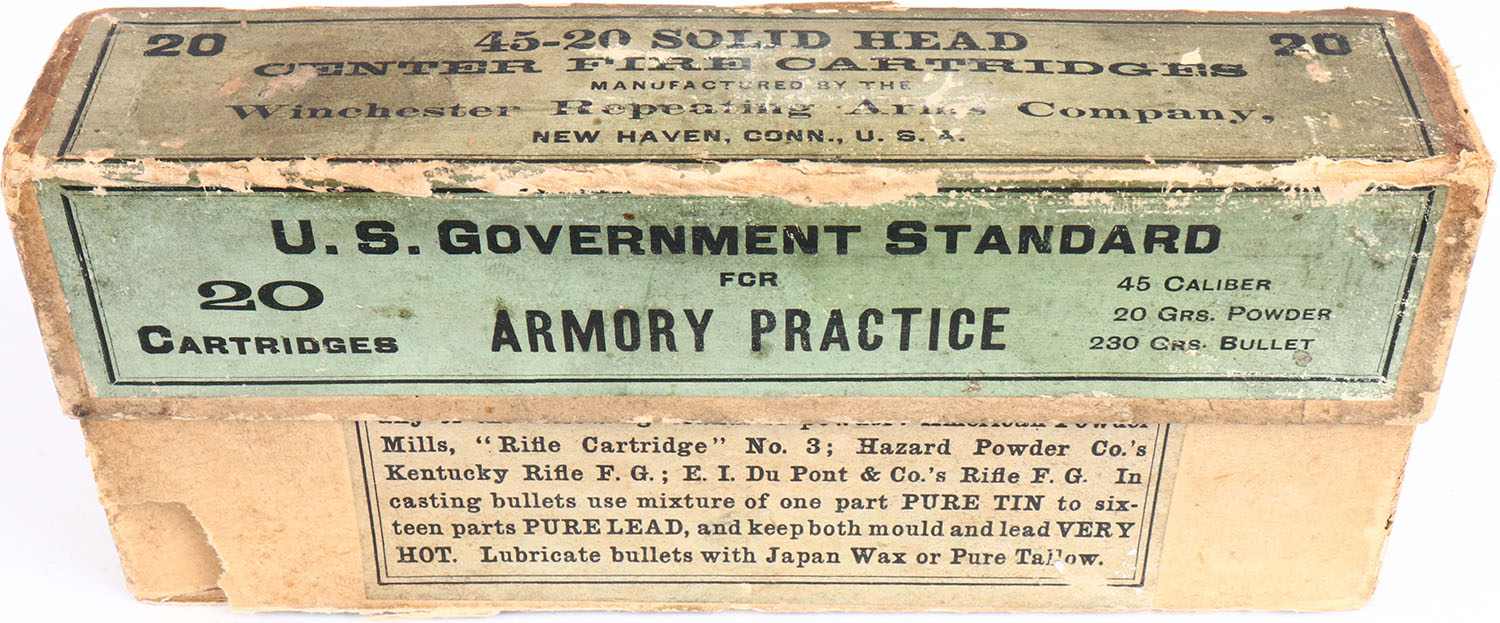 20 45-20 SOLID HEAD 20
CENTER FIRE CARTRIDGES
MANUFACTURED BY THE
Winchester Repeating Arms Company,
NEW HAVEN, CONN., U. S. A.
U. S. GOVERNMENT STANDARD
FOR
ARMORY PRACTICE
20
CARTRIDGES
45 CALIBER
20 GRS. POWDER
230 GRS. BULLET
powder: American Powder
Mills, "Rifle Cartridge" No. 3; Hazard Powder Co.'s
Kentucky Rifle F. G.; E. I. Du Pont & Co.'s Rifle F. G. In
casting bullets use mixture of one part PURE TIN to six-
teen parts PURE LEAD, and keep both mould and lead VERY
HOT. Lubricate bullets with Japan Wax or Pure Tallow.